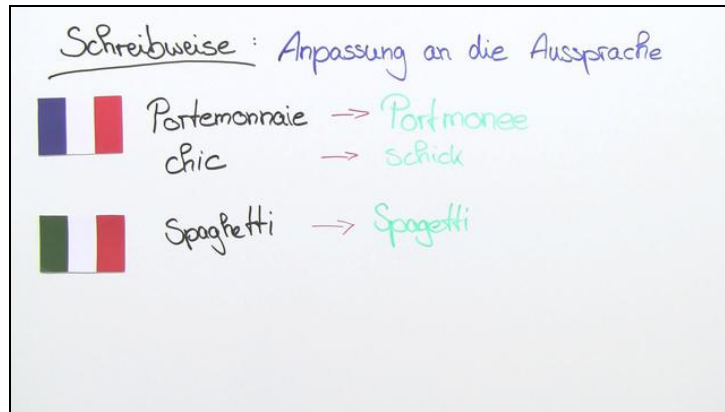 Schreibweise: Anpassung an die Aussprache
Portemonnaie → Portmonee
chic → schick
Spaghetti → Spagetti